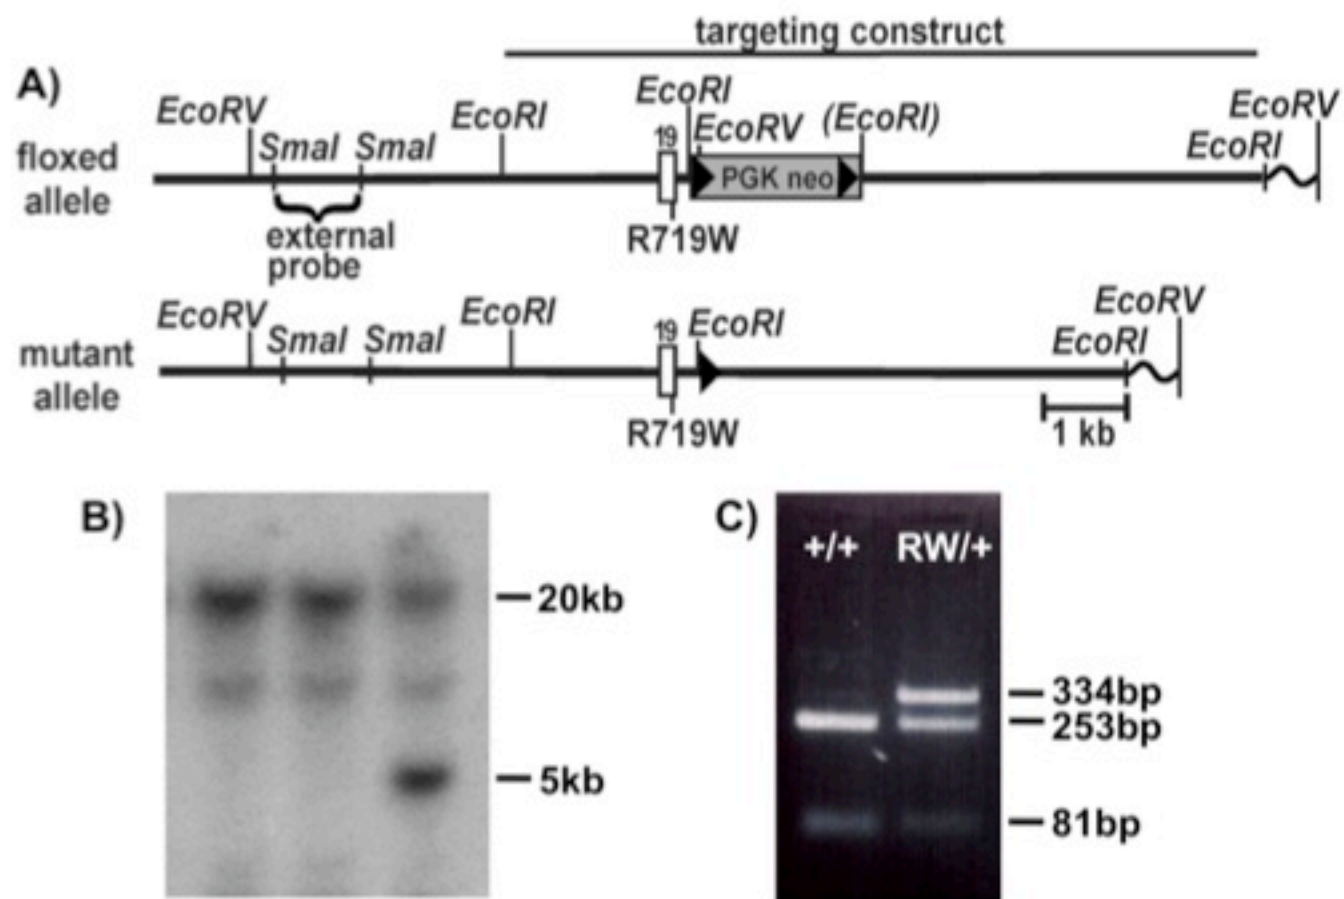 targeting construct
A)
EcoRV SmaI SmaI EcoRI EcoRI EcoRV (EcoRI) EcoRI EcoRV
floxed allele
19
PGK neo
external probe
R719W
EcoRV SmaI SmaI EcoRI EcoRI EcoRI EcoRV
mutant allele
19
R719W
1 kb
B)
20kb
5kb
C)
+/+ RW/+
334bp
253bp
81bp